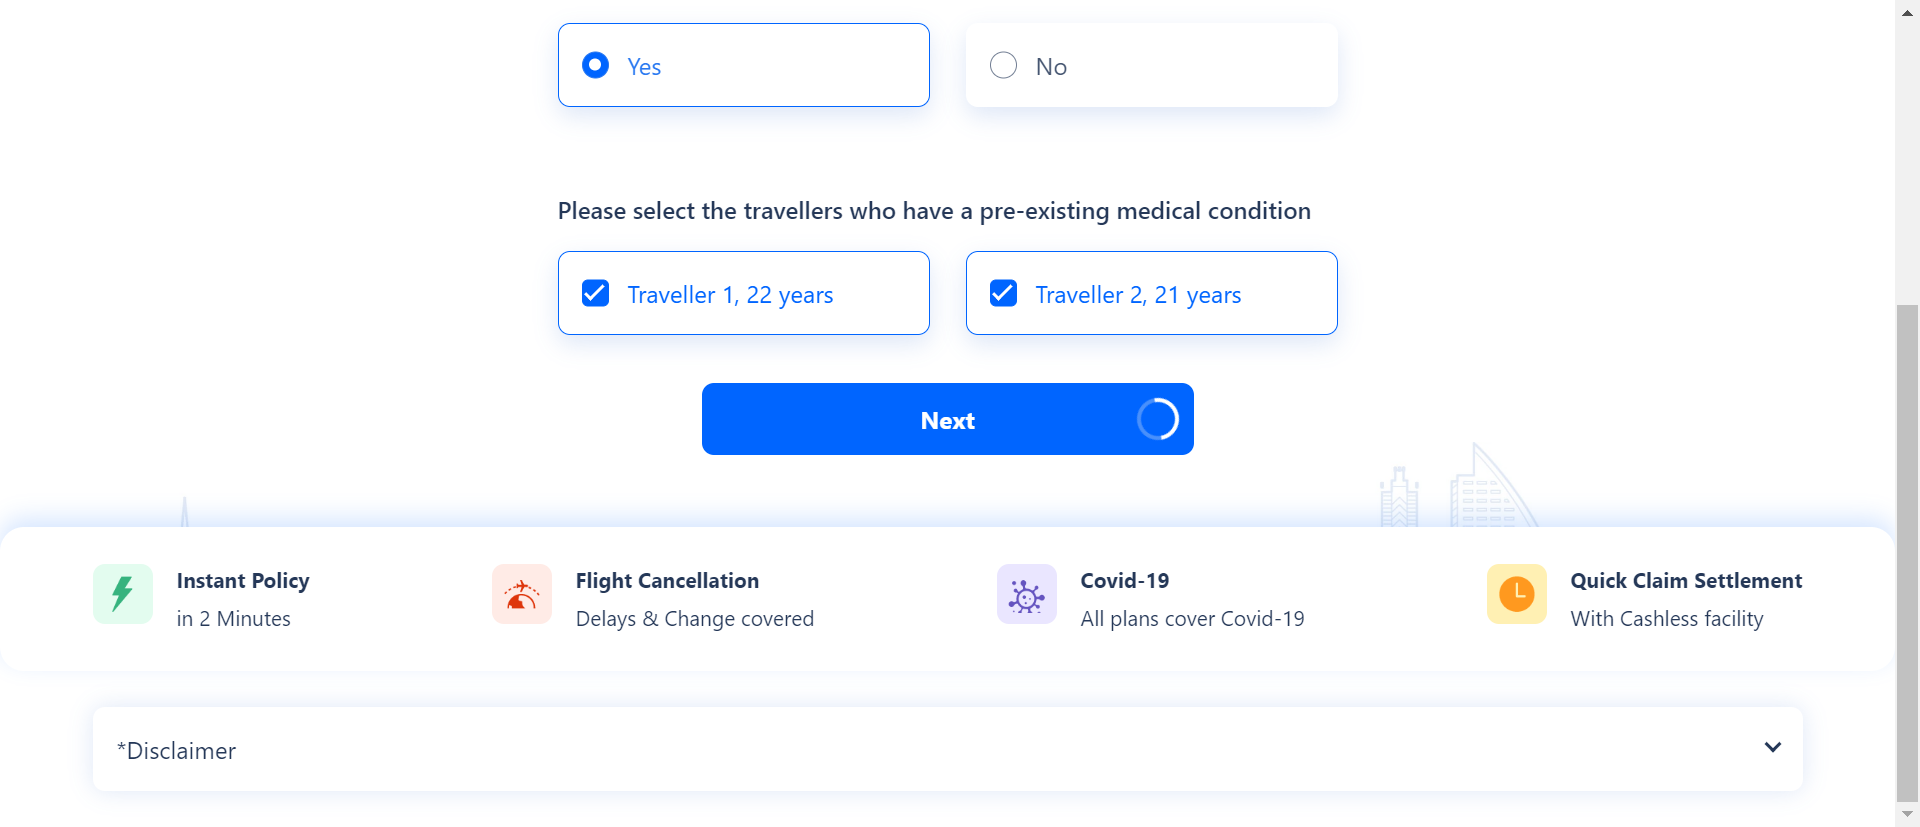 Yes
No
Please select the travellers who have a pre-existing medical condition
Traveller 1, 22 years
Traveller 2, 21 years
Next
Instant Policy
in 2 Minutes
Flight Cancellation
Delays & Change covered
Covid-19
All plans cover Covid-19
Quick Claim Settlement
With Cashless facility
*Disclaimer